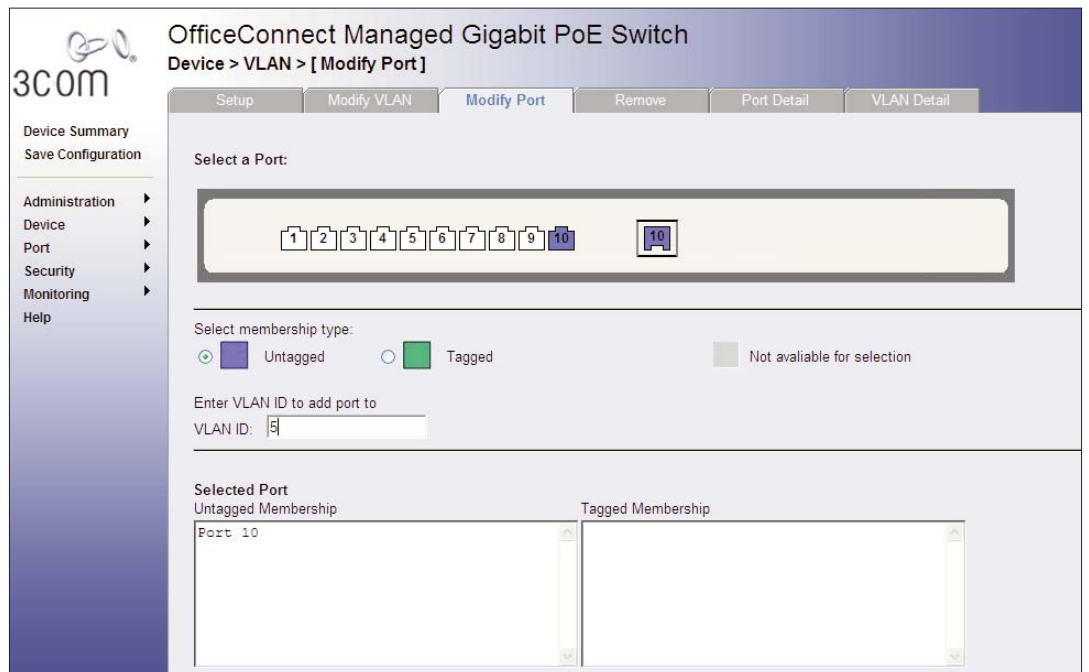 OfficeConnect Managed Gigabit PoE Switch
Device > VLAN > [ Modify Port ]
3COM
Setup
Modify VLAN
Modify Port
Remove
Port Detail
VLAN Detail
Device Summary
Save Configuration
Administration
Device
Port
Security
Monitoring
Help
Select a Port:
1 2 3 4 5 6 7 8 9 10 10
Select membership type:
Untagged Tagged Not avaliable for selection
Enter VLAN ID to add port to
VLAN ID: 5
Selected Port
Untagged Membership Tagged Membership
Port 10